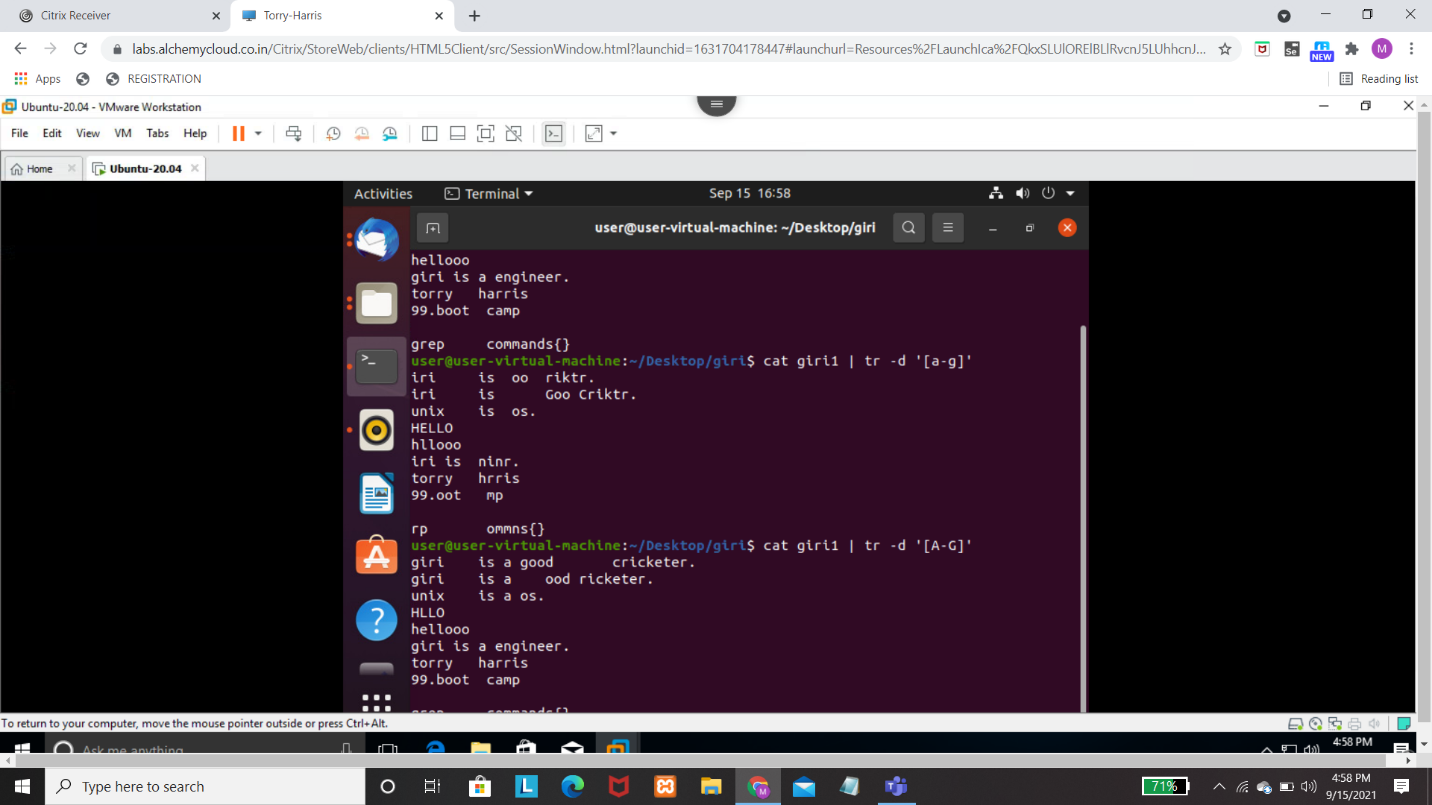 Citrix Receiver
Torry-Harris
labs.alchemycloud.co.in/Citrix/StoreWeb/clients/HTML5Client/src/SessionWindow.html?launchid=1631704178447#launchurl=Resources%2FLaunchIca%2FQkxSLUlORElBLlRvcnJ5LUhhcnJ...
Se
NEW
M
Apps
REGISTRATION
Reading list
Ubuntu-20.04 - VMware Workstation
File Edit View VM Tabs Help
Home
Ubuntu-20.04
Activities
Terminal
Sep 15 16:58
user@user-virtual-machine: ~/Desktop/giri
hellooo
giri is a engineer.
torry harris
99.boot camp
grep commands{}
user@user-virtual-machine:~/Desktop/giri$ cat giri1 | tr -d '[a-g]'
iri is oo riktr.
iri is Goo Criktr.
unix is os.
HELLO
hllooo
iri is ninr.
torry hrris
99.oot mp
rp ommns{}
user@user-virtual-machine:~/Desktop/giri$ cat giri1 | tr -d '[A-G]'
giri is a good cricketer.
giri is a ood ricketer.
unix is a os.
HLLO
hellooo
giri is a engineer.
torry harris
99.boot camp
grep commands{}
To return to your computer, move the mouse pointer outside or press Ctrl+Alt.
Ask me anything
4:58 PM
Type here to search
L
M
71%
4:58 PM
9/15/2021